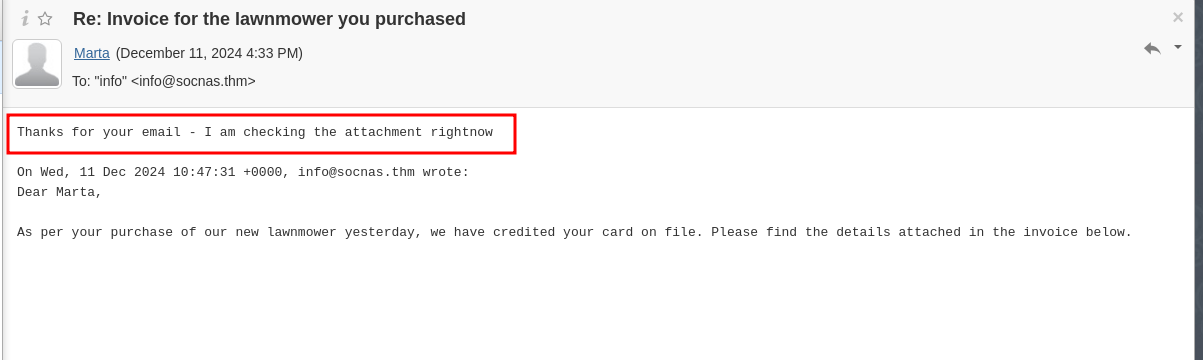 Re: Invoice for the lawnmower you purchased
Marta (December 11, 2024 4:33 PM)
To: "info" <info@socnas.thm>
Thanks for your email - I am checking the attachment rightnow
On Wed, 11 Dec 2024 10:47:31 +0000, info@socnas.thm wrote:
Dear Marta,
As per your purchase of our new lawnmower yesterday, we have credited your card on file. Please find the details attached in the invoice below.